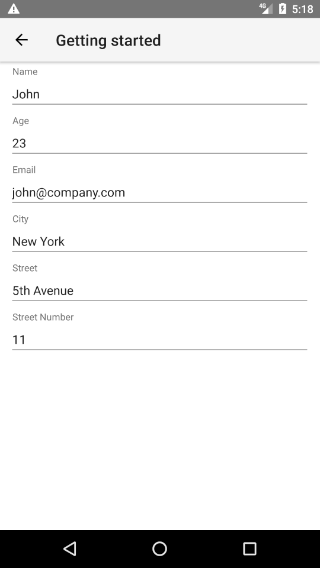 4G 5:18
Getting started
Name
John
Age
23
Email
john@company.com
City
New York
Street
5th Avenue
Street Number
11